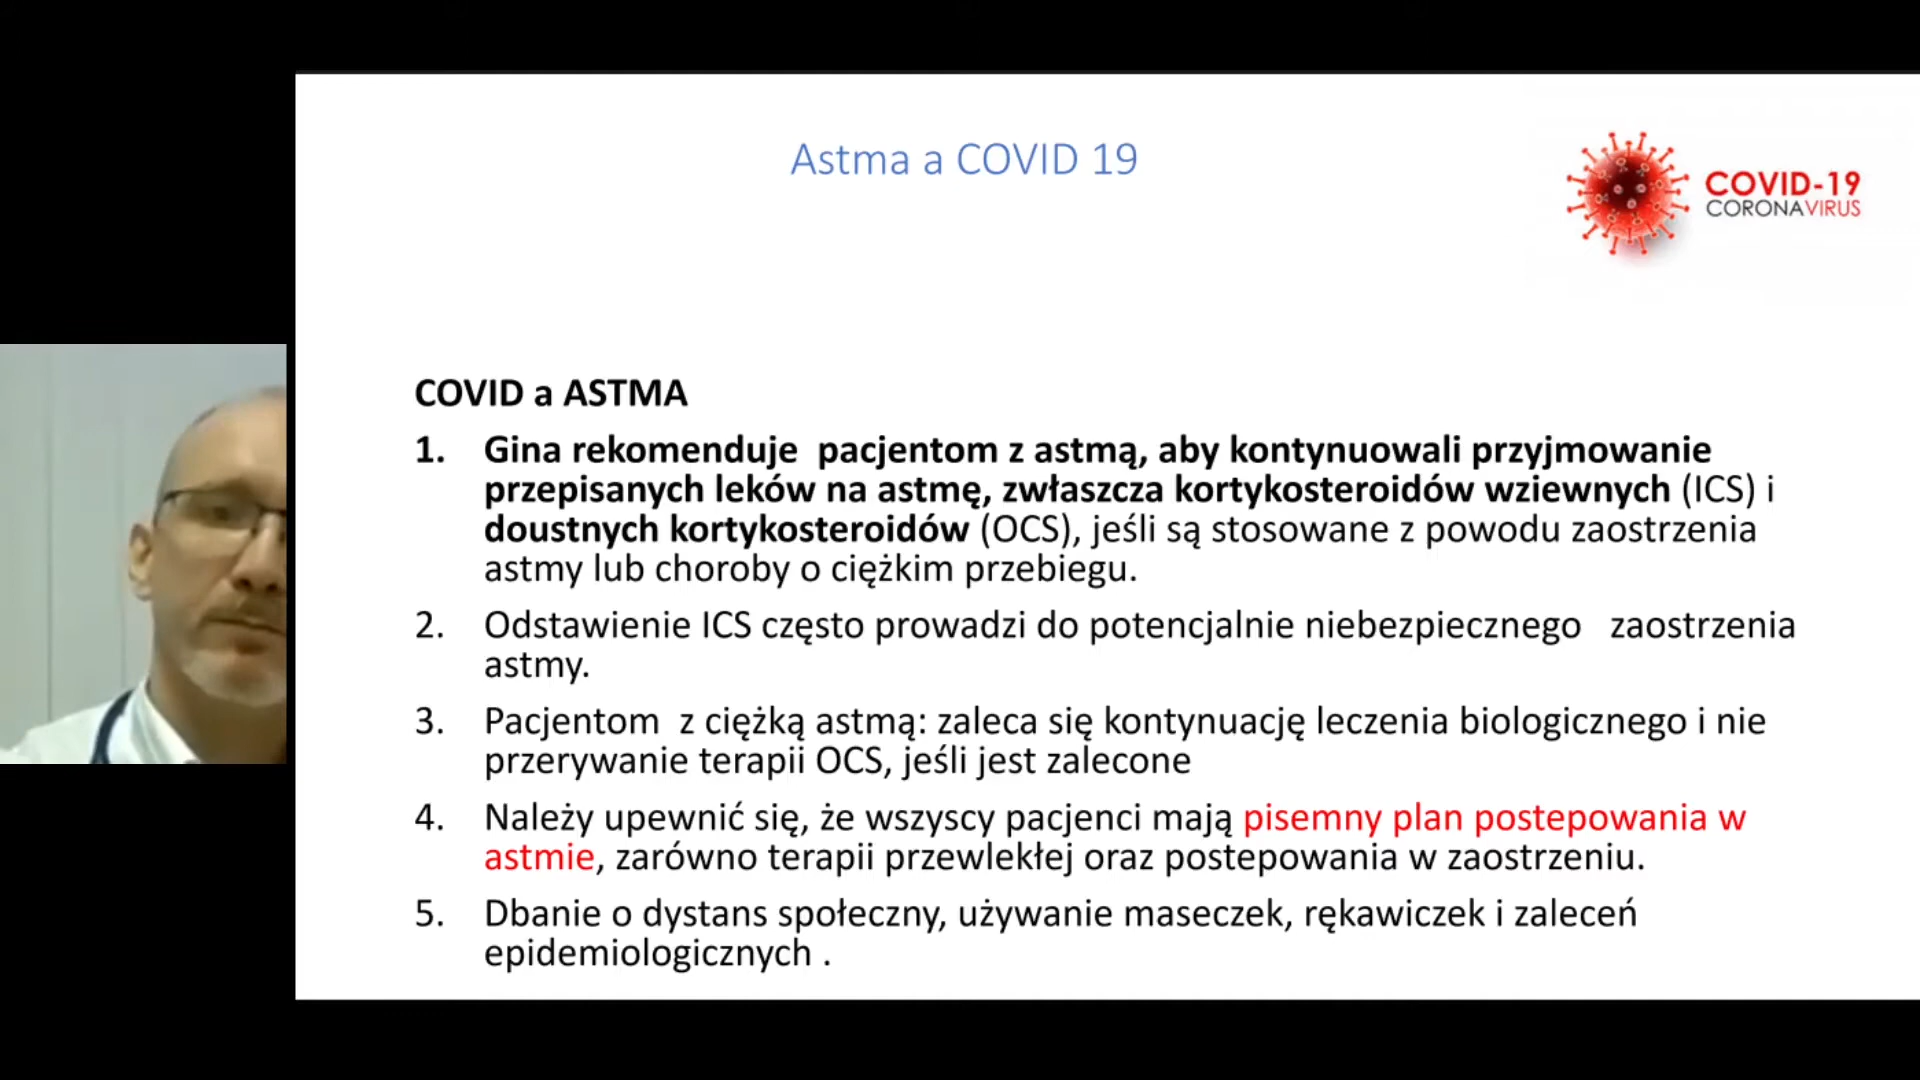 Astma a COVID 19
COVID-19
CORONAVIRUS
COVID a ASTMA
1. Gina rekomenduje pacjentom z astmą, aby kontynuowali przyjmowanie
przepisanych leków na astmę, zwłaszcza kortykosteroidów wziewnych (ICS) i
doustnych kortykosteroidów (OCS), jeśli są stosowane z powodu zaostrzenia
astmy lub choroby o ciężkim przebiegu.
2. Odstawienie ICS często prowadzi do potencjalnie niebezpiecznego zaostrzenia
astmy.
3. Pacjentom z ciężką astmą: zaleca się kontynuację leczenia biologicznego i nie
przerywanie terapii OCS, jeśli jest zalecone
4. Należy upewnić się, że wszyscy pacjenci mają pisemny plan postepowania w
astmie, zarówno terapii przewlekłej oraz postepowania w zaostrzeniu.
5. Dbanie o dystans społeczny, używanie maseczek, rękawiczek i zaleceń
epidemiologicznych .